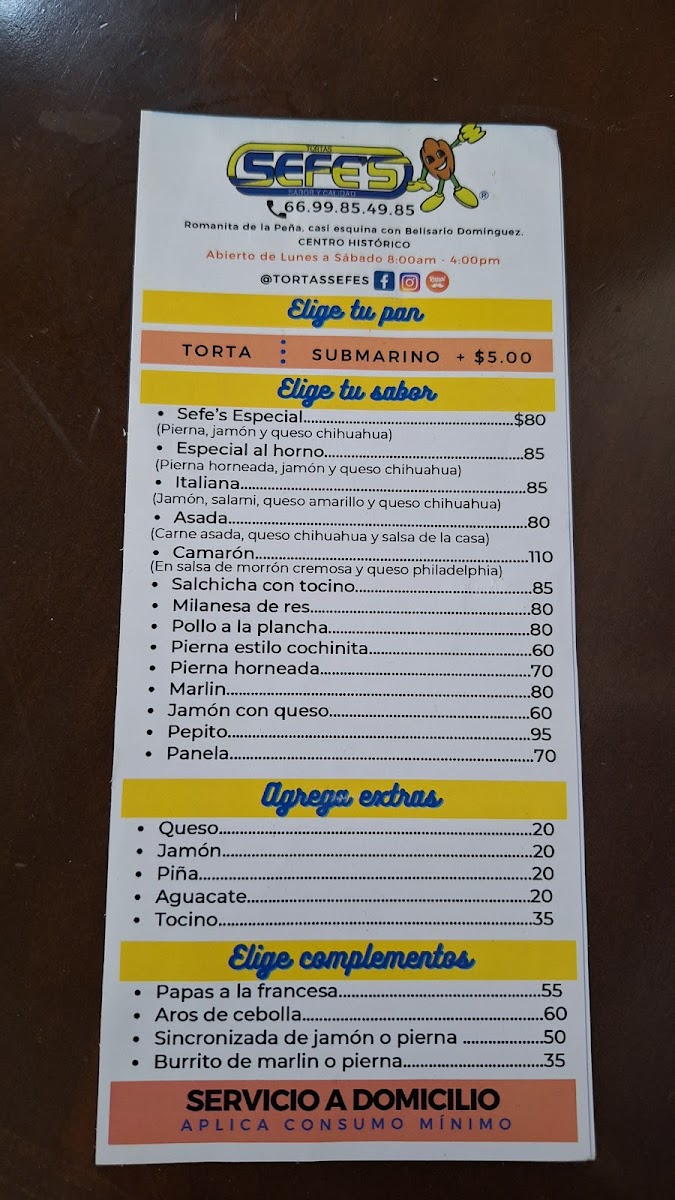 TORTAS
SEFE'S
SABOR Y CALIDAD
®
66.99.85.49.85
Romanita de la Peña, casi esquina con Belisario Domínguez.
CENTRO HISTÓRICO
Abierto de Lunes a Sábado 8:00am - 4:00pm
@TORTASSEFES
Elige tu pan
TORTA SUBMARINO + $5.00
Elige tu sabor
• Sefe's Especial........................................$80
(Pierna, jamón y queso chihuahua)
• Especial al horno......................................85
(Pierna horneada, jamón y queso chihuahua)
• Italiana.....................................................85
(Jamón, salami, queso amarillo y queso chihuahua)
• Asada........................................................80
(Carne asada, queso chihuahua y salsa de la casa)
• Camarón...................................................110
(En salsa de morrón cremosa y queso philadelphia)
• Salchicha con tocino.................................85
• Milanesa de res.........................................80
• Pollo a la plancha......................................80
• Pierna estilo cochinita...............................60
• Pierna horneada........................................70
• Marlin.......................................................80
• Jamón con queso.......................................60
• Pepito.......................................................95
• Panela.......................................................70
Agrega extras
• Queso.......................................................20
• Jamón.......................................................20
• Piña..........................................................20
• Aguacate...................................................20
• Tocino.......................................................35
Elige complementos
• Papas a la francesa....................................55
• Aros de cebolla..........................................60
• Sincronizada de jamón o pierna ...............50
• Burrito de marlin o pierna.........................35
SERVICIO A DOMICILIO
APLICA CONSUMO MÍNIMO